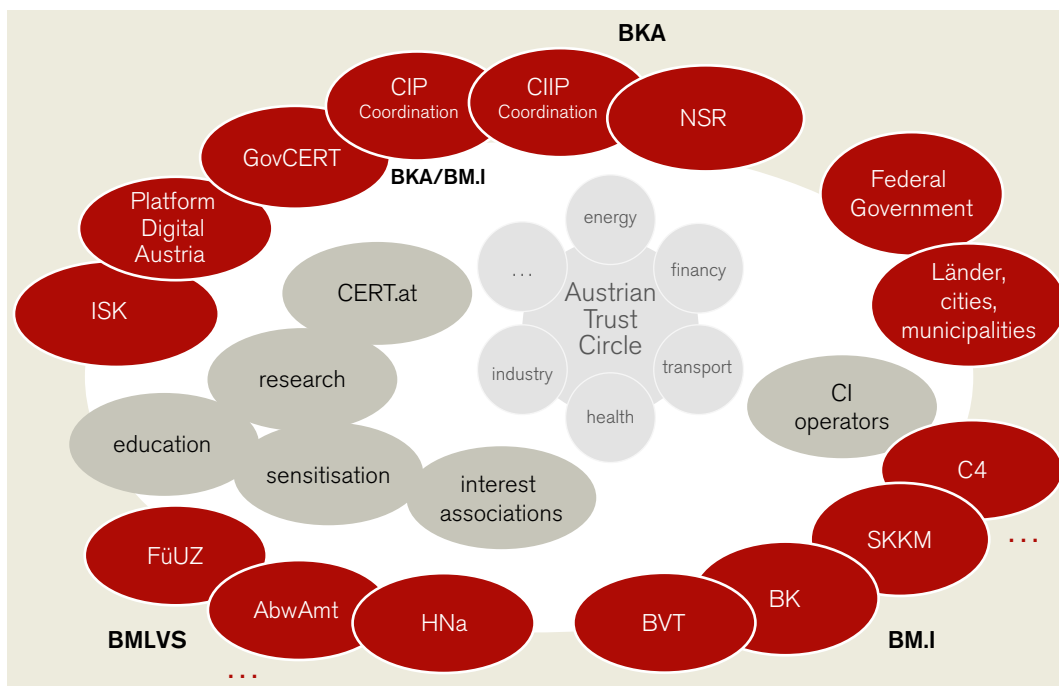 BKA
CIP
Coordination
CIIP
Coordination
NSR
GovCERT
BKA/BM.I
Platform
Digital
Austria
ISK
Federal
Government
Länder,
cities,
municipalities
energy
...
financy
Austrian
Trust
Circle
industry
transport
health
CERT.at
research
education
sensitisation
interest
associations
CI
operators
C4
SKKM
...
BK
BVT
BM.I
FüUZ
AbwAmt
HNa
BMLVS
...